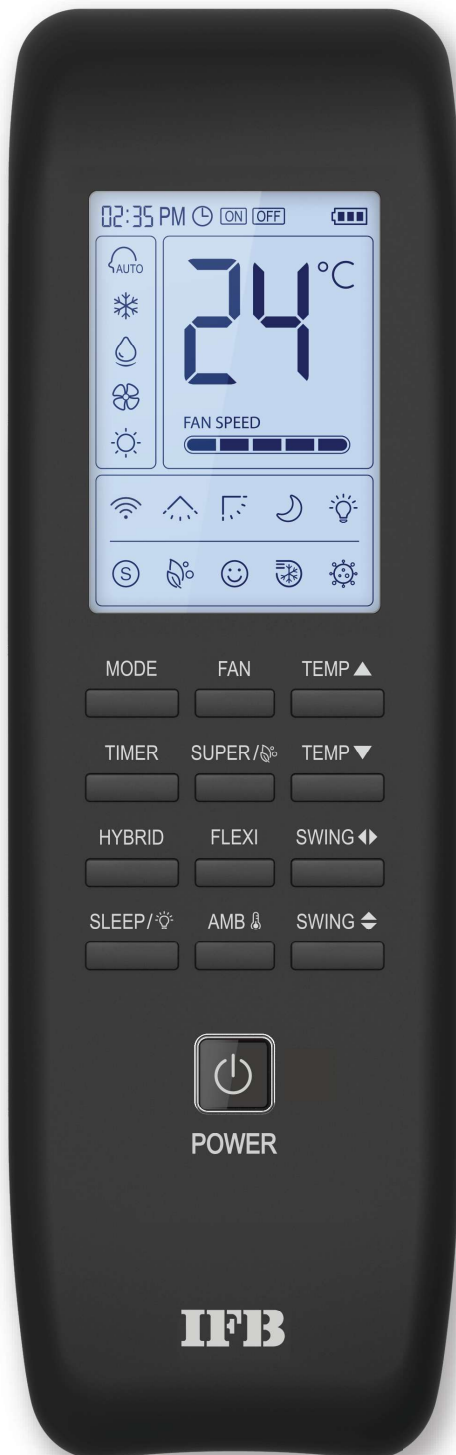 02:35 PM ON OFF
AUTO
24°C
FAN SPEED
S
MODE FAN TEMP▲
TIMER SUPER/ TEMP▼
HYBRID FLEXI SWING◀▶
SLEEP/ AMB SWING
POWER
IFB